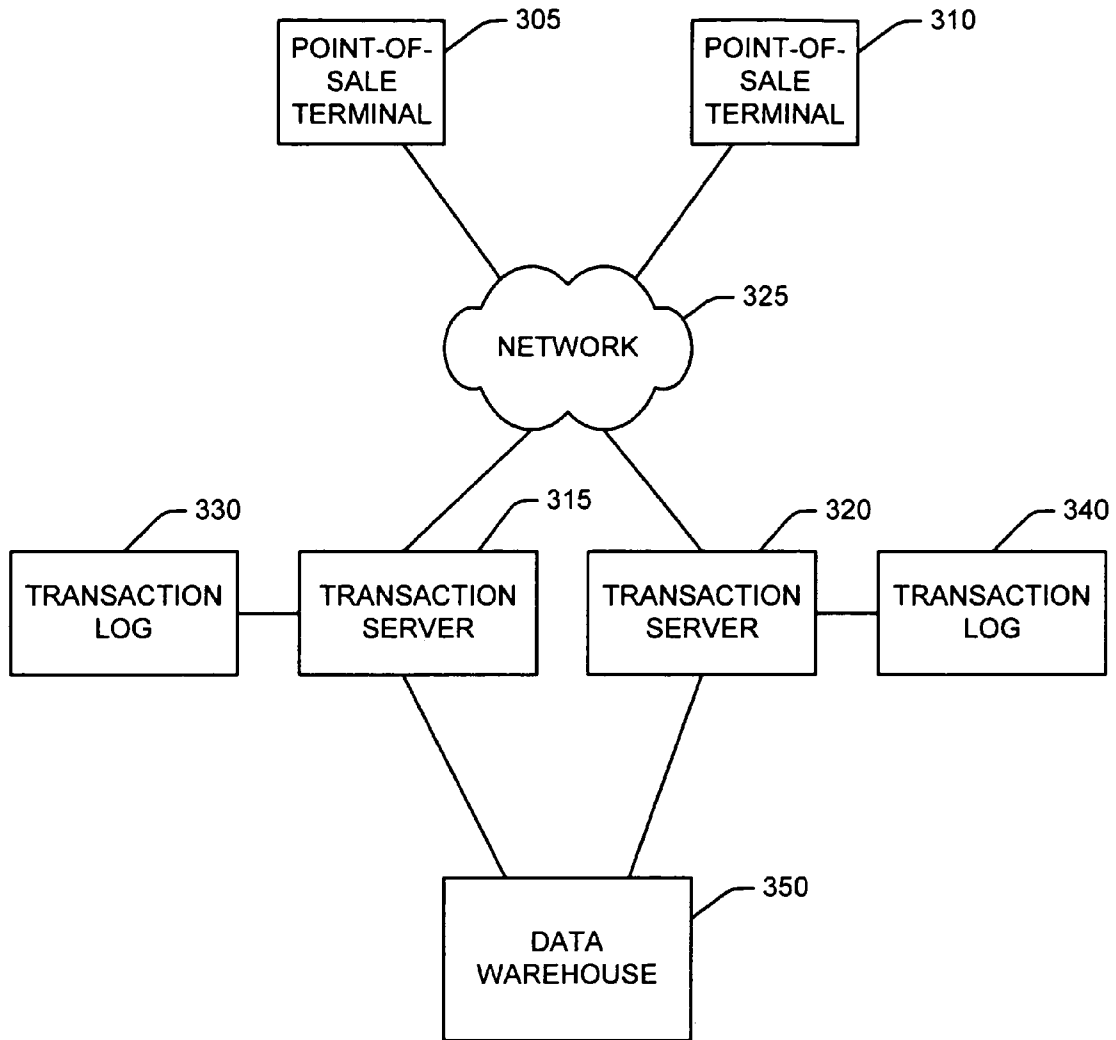 305
POINT-OF-
SALE
TERMINAL
310
POINT-OF-
SALE
TERMINAL
325
NETWORK
330
TRANSACTION
LOG
315
TRANSACTION
SERVER
320
TRANSACTION
SERVER
340
TRANSACTION
LOG
350
DATA
WAREHOUSE